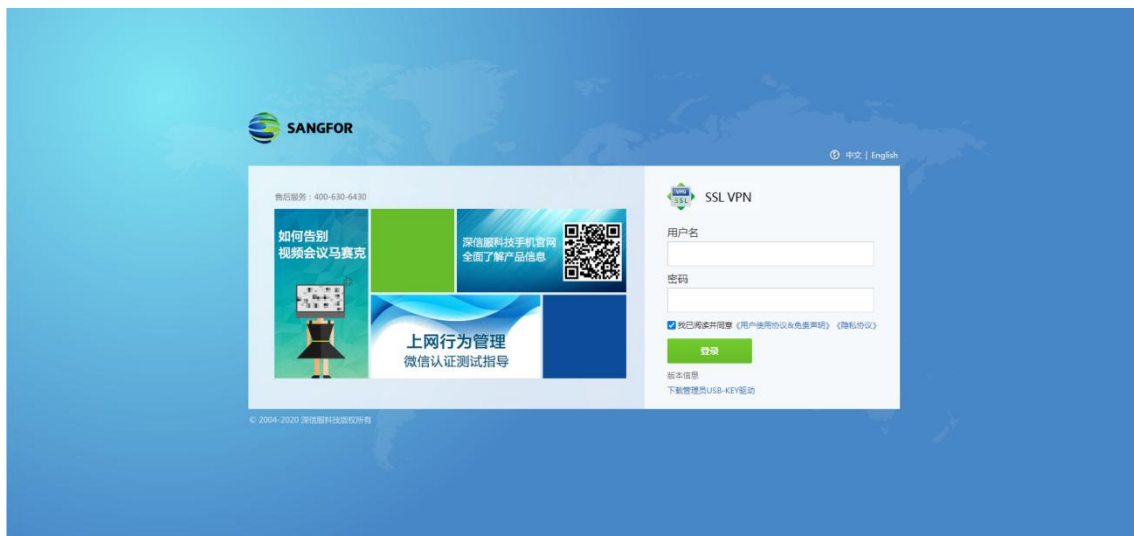 SANGFOR
中文 | English
售后服务：400-630-6430
如何告别
视频会议马赛克
深信服科技手机官网
全面了解产品信息
上网行为管理
微信认证测试指导
SSL VPN
用户名
密码
我已阅读并同意《用户使用协议&免责声明》《隐私协议》
登录
版本信息
下载管理员USB-KEY驱动
© 2004-2020 深信服科技版权所有